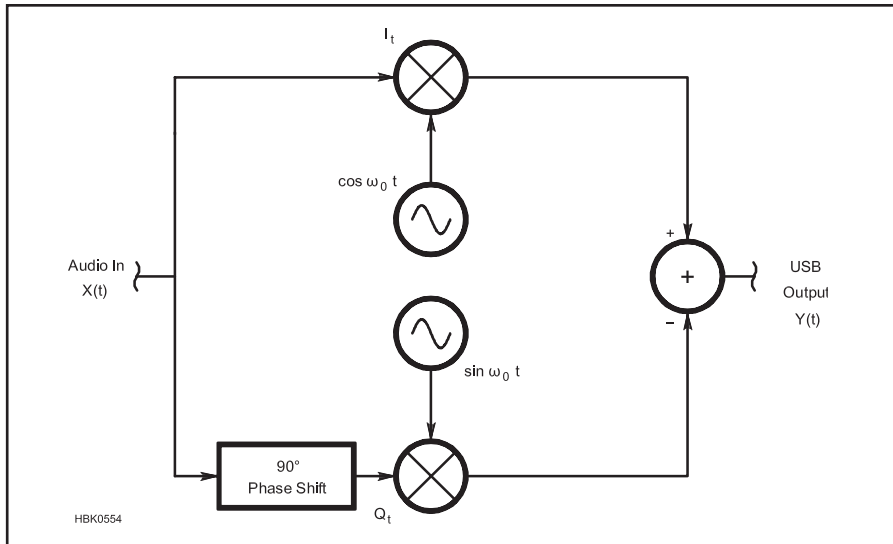 I t
cos ω 0 t
Audio In
X(t)
+
+
−
USB
Output
Y(t)
sin ω 0 t
90°
Phase Shift
Q t
HBK0554